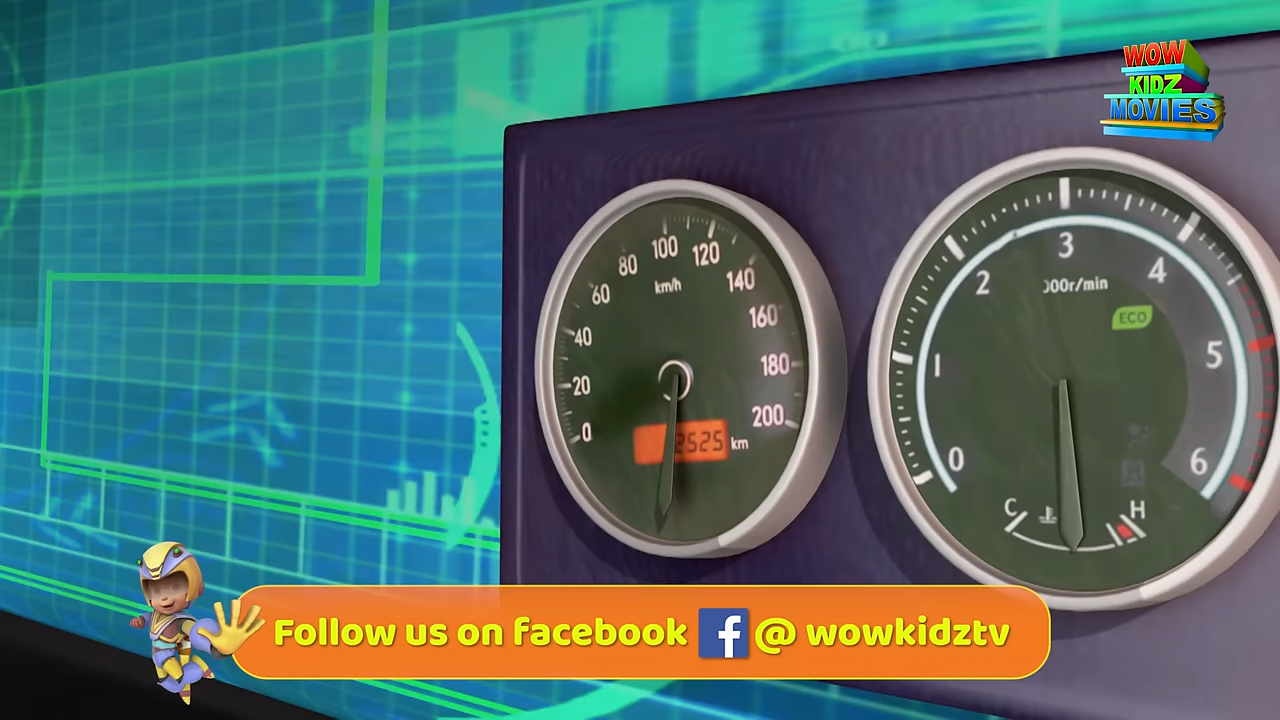 WOW
KIDZ
MOVIES
0
20
40
60
80
100
120
140
160
180
200
km/h
2525 km
0
1
2
3
4
5
6
000r/min
ECO
C
H
Follow us on facebook f @ wowkidztv